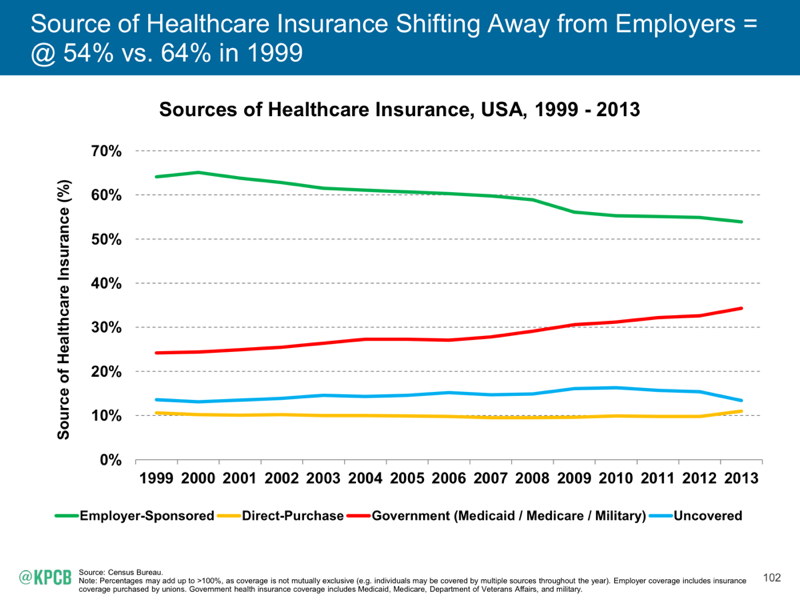 Source of Healthcare Insurance Shifting Away from Employers =
@ 54% vs. 64% in 1999
Sources of Healthcare Insurance, USA, 1999 - 2013
Source of Healthcare Insurance (%)
70%
60%
50%
40%
30%
20%
10%
0%
1999 2000 2001 2002 2003 2004 2005 2006 2007 2008 2009 2010 2011 2012 2013
Employer-Sponsored Direct-Purchase Government (Medicaid / Medicare / Military) Uncovered
@KPCB
Source: Census Bureau.
Note: Percentages may add up to >100%, as coverage is not mutually exclusive (e.g. individuals may be covered by multiple sources throughout the year). Employer coverage includes insurance
coverage purchased by unions. Government health insurance coverage includes Medicaid, Medicare, Department of Veterans Affairs, and military.
102